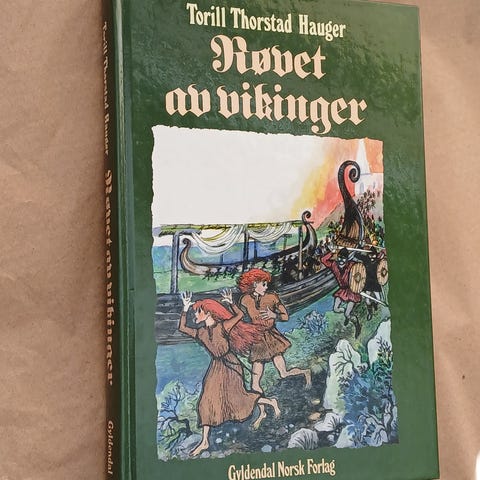 Torill Thorstad Hauger
Røvet
av vikinger
Gyldendal Norsk Forlag
Torill Thorstad Hauger
Røvet av vikinger
Gyldendal